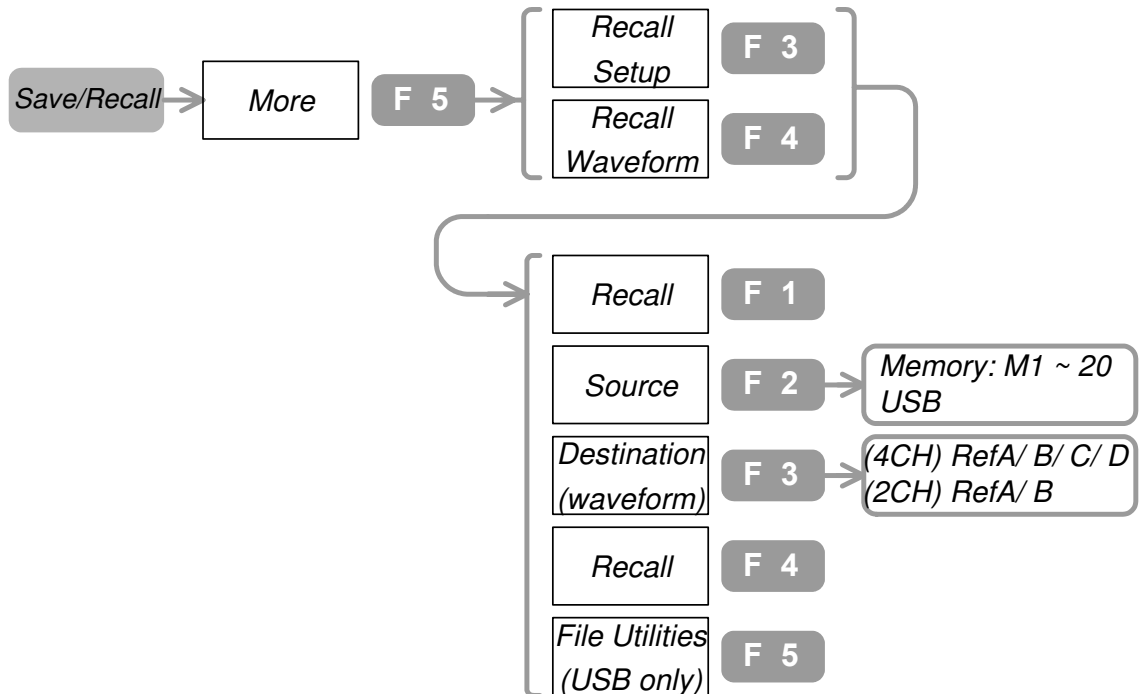 Save/Recall
More
F 5
Recall
Setup
F 3
Recall
Waveform
F 4
Recall
F 1
Source
F 2
Memory: M1 ~ 20
USB
Destination
(waveform)
F 3
(4CH) RefA/ B/ C/ D
(2CH) RefA/ B
Recall
F 4
File Utilities
(USB only)
F 5